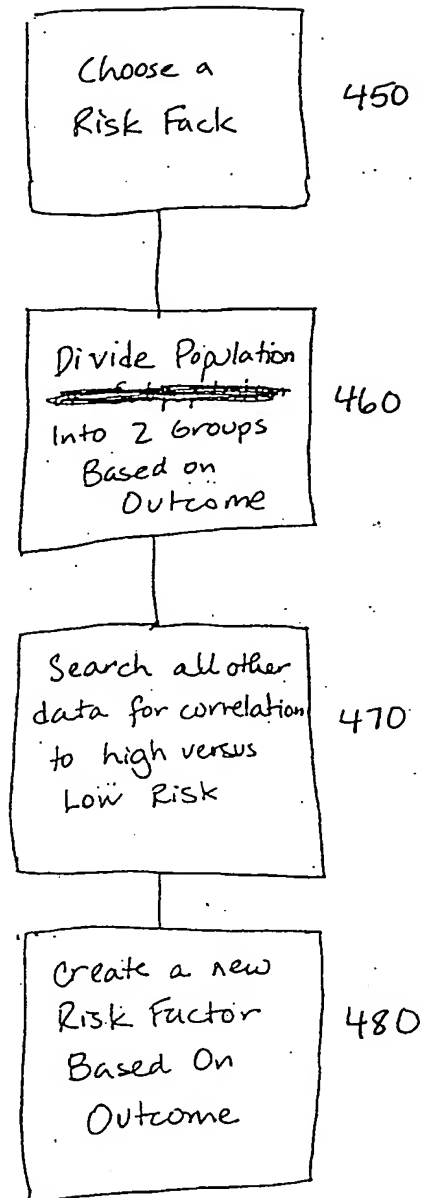 Choose a
Risk Fack
450
Divide Population
Into 2 Groups
Based on
Outcome
460
Search all other
data for correlation
to high versus
Low Risk
470
Create a new
Risk Factor
Based On
Outcome
480